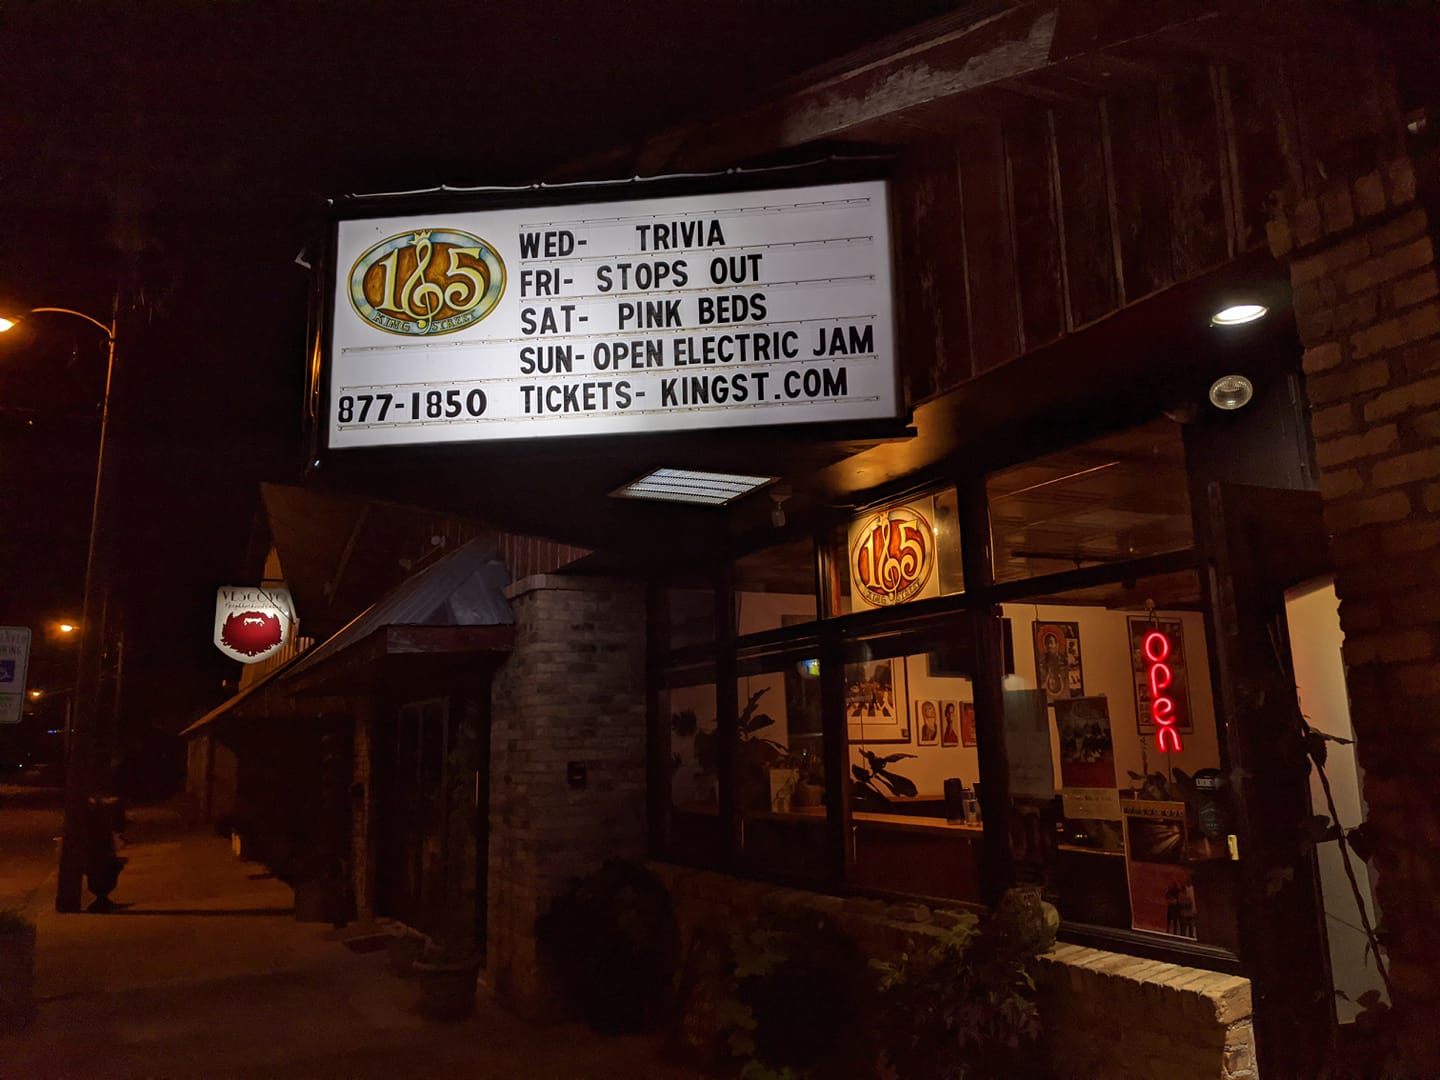 185
KING STREET
WED- TRIVIA
FRI- STOPS OUT
SAT- PINK BEDS
SUN- OPEN ELECTRIC JAM
877-1850 TICKETS- KINGST.COM
185
KING STREET
VESCOVO
open